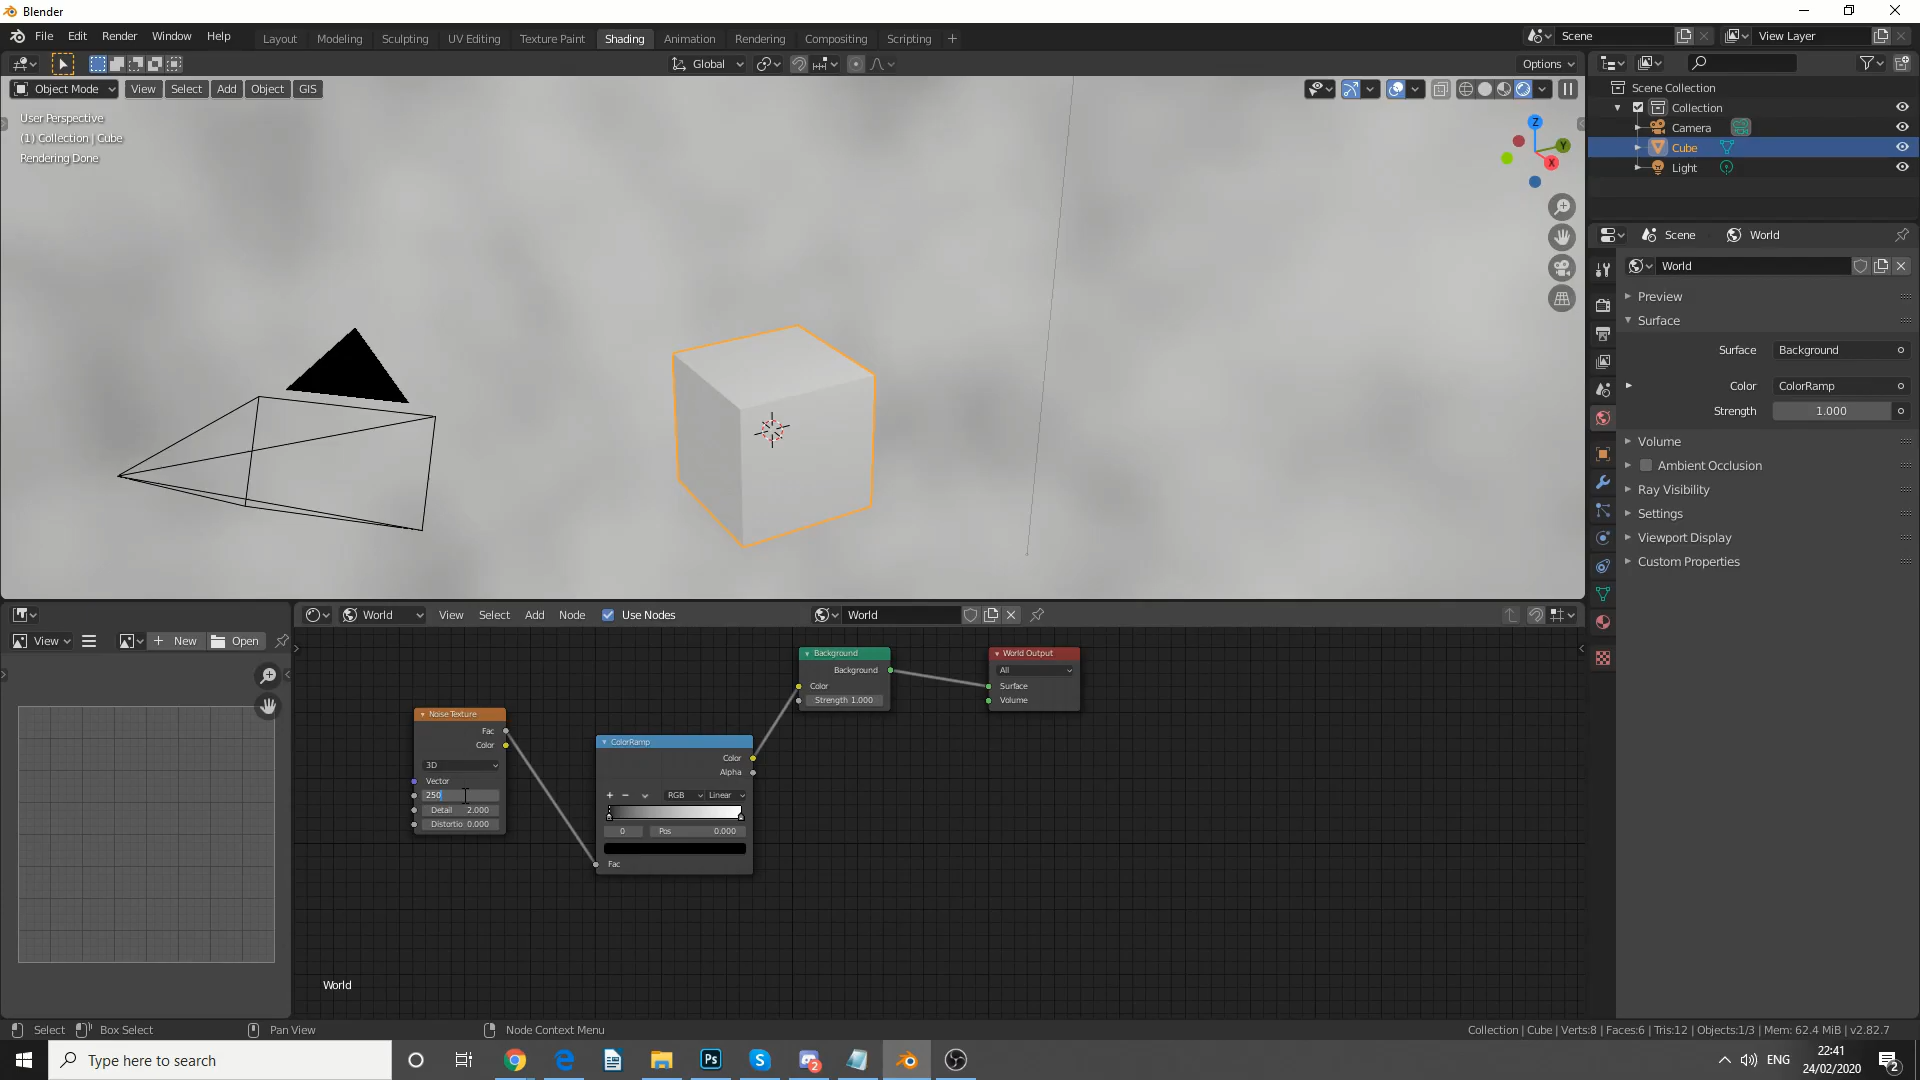 Blender
File Edit Render Window Help Layout Modeling Sculpting UV Editing Texture Paint Shading Animation Rendering Compositing Scripting Scene View Layer
Global Options
Object Mode View Select Add Object GIS
User Perspective
(1) Collection | Cube
Rendering Done
Z
Y
X
Scene Collection
Collection
Camera
Cube
Light
Scene World
World
Preview
Surface
Surface Background
Color ColorRamp
Strength 1.000
Volume
Ambient Occlusion
Ray Visibility
Settings
Viewport Display
Custom Properties
World View Select Add Node Use Nodes World
View New Open
Noise Texture
Fac
Color
3D
Vector
250
Detail 2.000
Distortio 0.000
ColorRamp
Color
Alpha
RGB Linear
0 Pos 0.000
Fac
Background
Background
Color
Strength 1.000
World Output
All
Surface
Volume
World
Select Box Select Pan View Node Context Menu Collection | Cube | Verts:8 | Faces:6 | Tris:12 | Objects:1/3 | Mem: 62.4 MiB | v2.82.7
Type here to search
Ps
2
ENG
22:41
24/02/2020
2